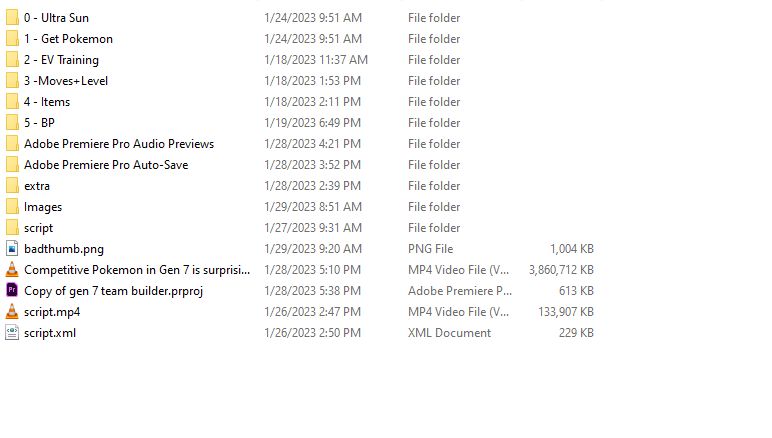 0 - Ultra Sun 1/24/2023 9:51 AM File folder
1 - Get Pokemon 1/24/2023 9:51 AM File folder
2 - EV Training 1/18/2023 11:37 AM File folder
3 -Moves+Level 1/18/2023 1:53 PM File folder
4 - Items 1/18/2023 2:11 PM File folder
5 - BP 1/19/2023 6:49 PM File folder
Adobe Premiere Pro Audio Previews 1/28/2023 4:21 PM File folder
Adobe Premiere Pro Auto-Save 1/28/2023 3:52 PM File folder
extra 1/28/2023 2:39 PM File folder
Images 1/29/2023 8:51 AM File folder
script 1/27/2023 9:31 AM File folder
badthumb.png 1/29/2023 9:20 AM PNG File 1,004 KB
Competitive Pokemon in Gen 7 is surprisi... 1/28/2023 5:10 PM MP4 Video File (V... 3,860,712 KB
Pr Copy of gen 7 team builder.prproj 1/28/2023 5:38 PM Adobe Premiere P... 613 KB
script.mp4 1/26/2023 2:47 PM MP4 Video File (V... 133,907 KB
script.xml 1/26/2023 2:50 PM XML Document 229 KB